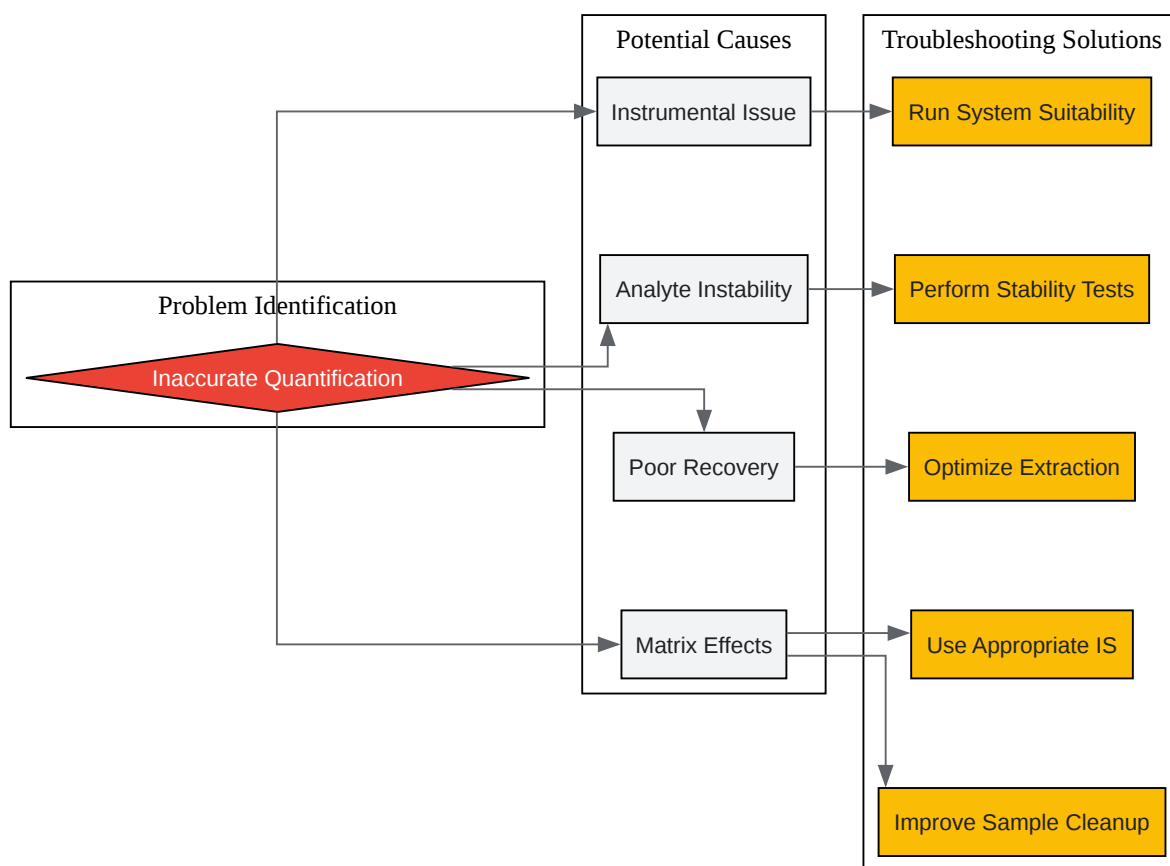 Potential Causes
Troubleshooting Solutions
Instrumental Issue
Run System Suitability
Analyte Instability
Perform Stability Tests
Problem Identification
Inaccurate Quantification
Poor Recovery
Optimize Extraction
Matrix Effects
Use Appropriate IS
Improve Sample Cleanup